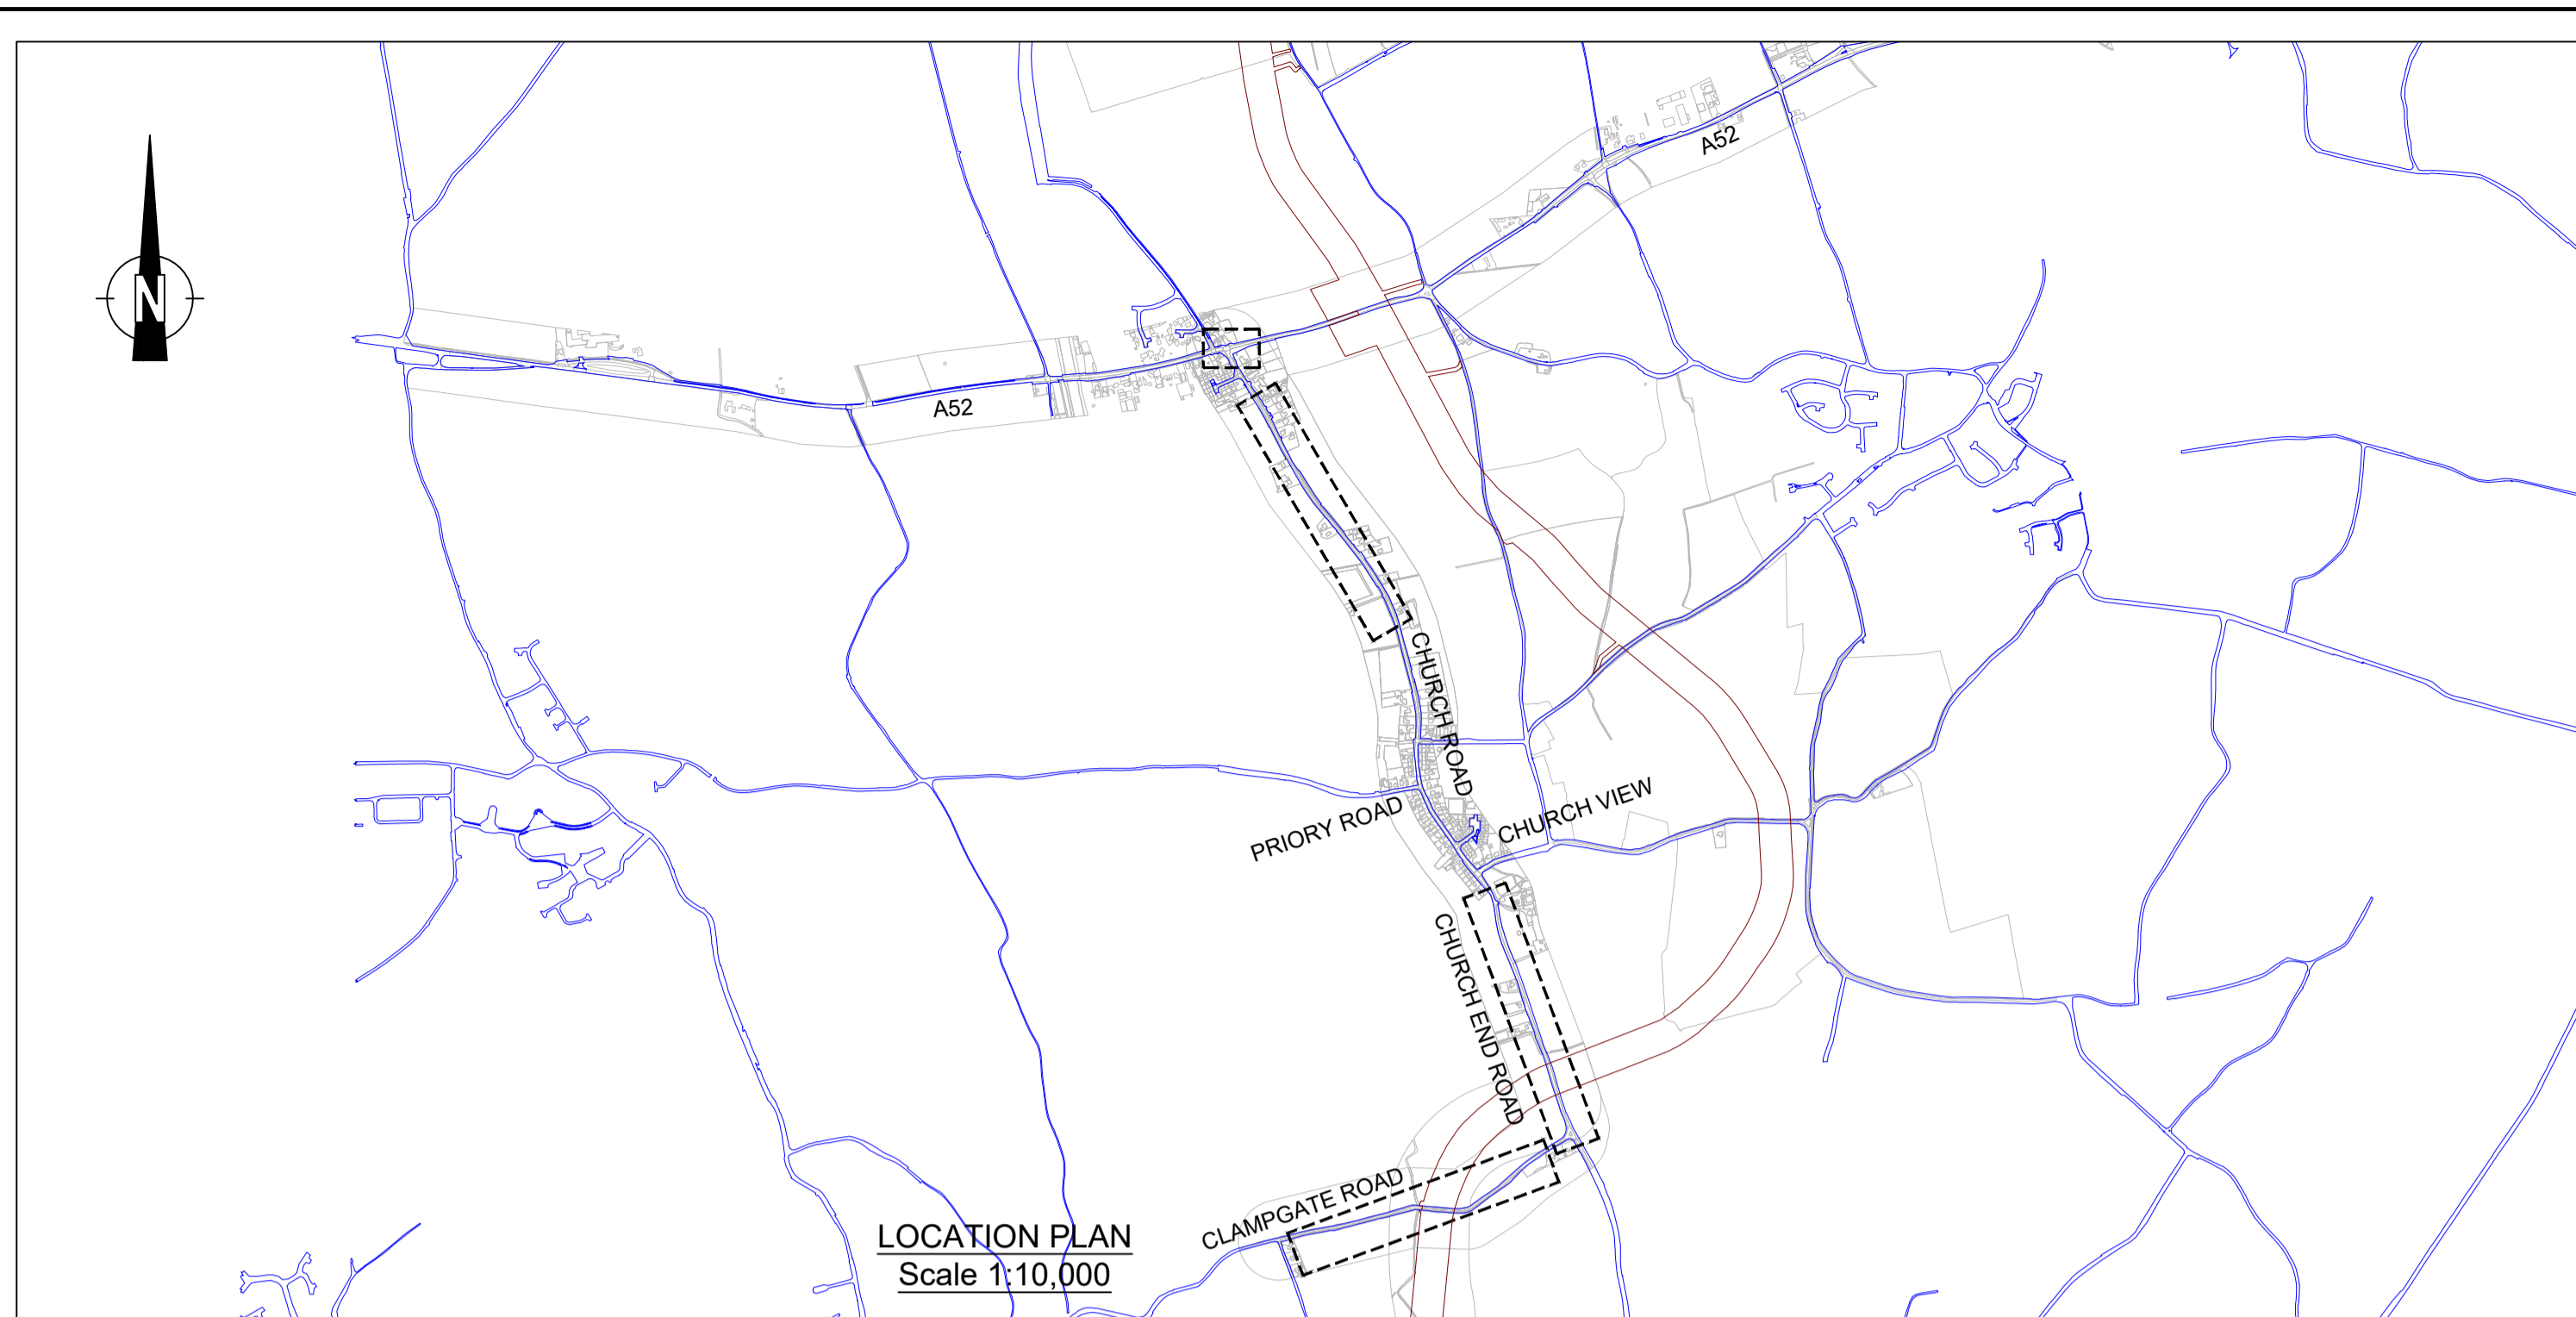 A52
N
A52
CHURCH ROAD
CHURCH VIEW
PRIORY ROAD
CHURCH END ROAD
CLAMPGATE ROAD
LOCATION PLAN
Scale 1:10,000